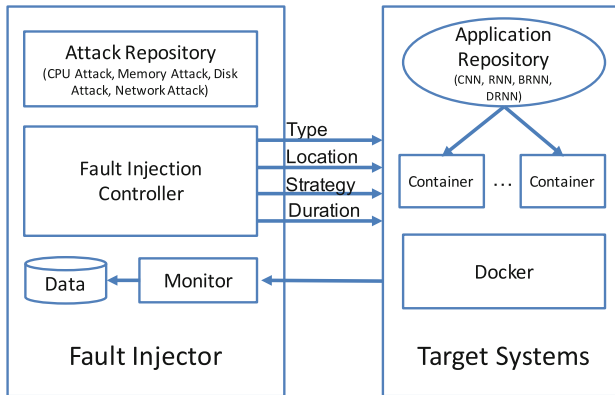 Attack Repository
(CPU Attack, Memory Attack, Disk
Attack, Network Attack)
Fault Injection
Controller
Type
Location
Strategy
Duration
Data
Monitor
Fault Injector
Application
Repository
(CNN, RNN, BRNN,
DRNN)
Container
...
Container
Docker
Target Systems